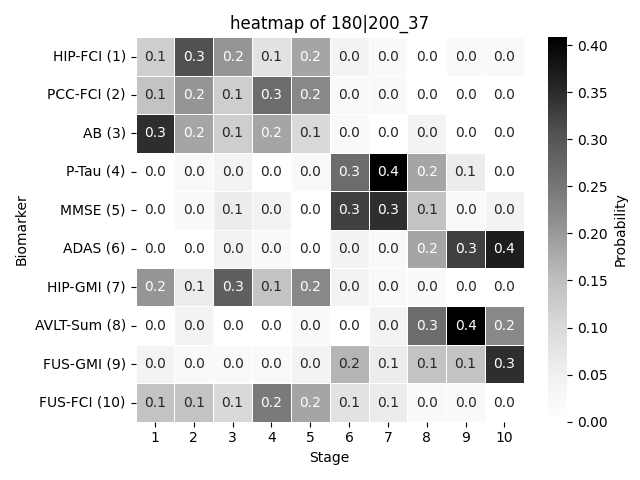 heatmap of 180|200_37
HIP-FCI (1) 0.1 0.3 0.2 0.1 0.2 0.0 0.0 0.0 0.0 0.0
PCC-FCI (2) 0.1 0.2 0.1 0.3 0.2 0.0 0.0 0.0 0.0 0.0
AB (3) 0.3 0.2 0.1 0.2 0.1 0.0 0.0 0.0 0.0 0.0
P-Tau (4) 0.0 0.0 0.0 0.0 0.0 0.3 0.4 0.2 0.1 0.0
MMSE (5) 0.0 0.0 0.1 0.0 0.0 0.3 0.3 0.1 0.0 0.0
ADAS (6) 0.0 0.0 0.0 0.0 0.0 0.0 0.0 0.2 0.3 0.4
HIP-GMI (7) 0.2 0.1 0.3 0.1 0.2 0.0 0.0 0.0 0.0 0.0
AVLT-Sum (8) 0.0 0.0 0.0 0.0 0.0 0.0 0.0 0.3 0.4 0.2
FUS-GMI (9) 0.0 0.0 0.0 0.0 0.0 0.2 0.1 0.1 0.1 0.3
FUS-FCI (10) 0.1 0.1 0.1 0.2 0.2 0.1 0.1 0.0 0.0 0.0
1 2 3 4 5 6 7 8 9 10
Stage
Biomarker
0.40
0.35
0.30
0.25
0.20
0.15
0.10
0.05
0.00
Probability